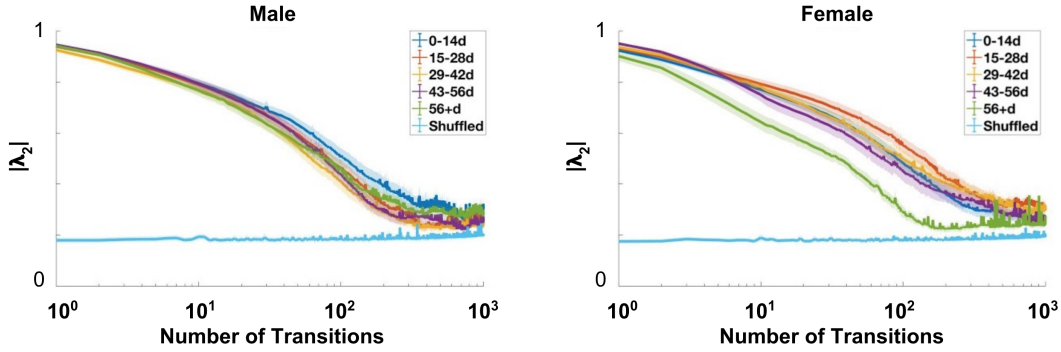 Male
1
0-14d
15-28d
29-42d
43-56d
56+d
Shuffled
|λ2|
0
10^0 10^1 10^2 10^3
Number of Transitions
Female
1
0-14d
15-28d
29-42d
43-56d
56+d
Shuffled
|λ2|
0
10^0 10^1 10^2 10^3
Number of Transitions